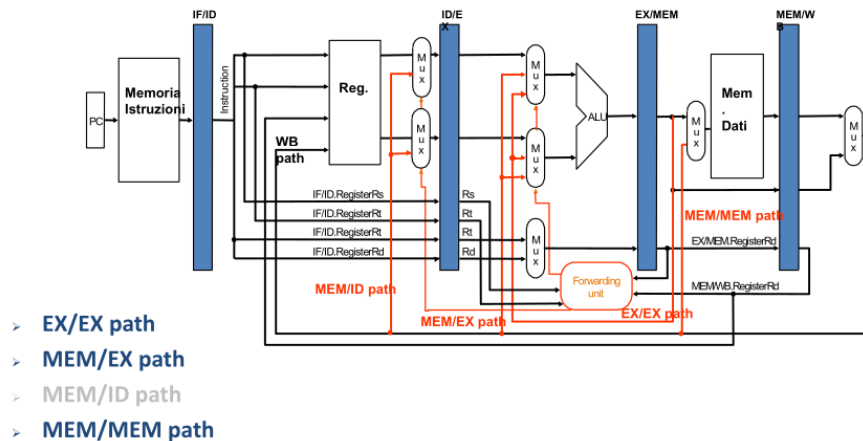 IF/ID
ID/E
X
EX/MEM
MEM/W
B
Memoria
Istruzioni
PC
Instruction
Reg.
M
u
x
M
u
x
M
u
x
M
u
x
M
u
x
ALU
M
u
x
Mem
.
Dati
M
u
x
WB
path
IF/ID.RegisterRs
Rs
IF/ID.RegisterRt
Rt
IF/ID.RegisterRt
Rt
IF/ID.RegisterRd
Rd
MEM/MEM path
EX/MEM.RegisterRd
MEM/WB.RegisterRd
Forwarding
unit
MEM/ID path
MEM/EX path
EX/EX path
EX/EX path
MEM/EX path
MEM/ID path
MEM/MEM path